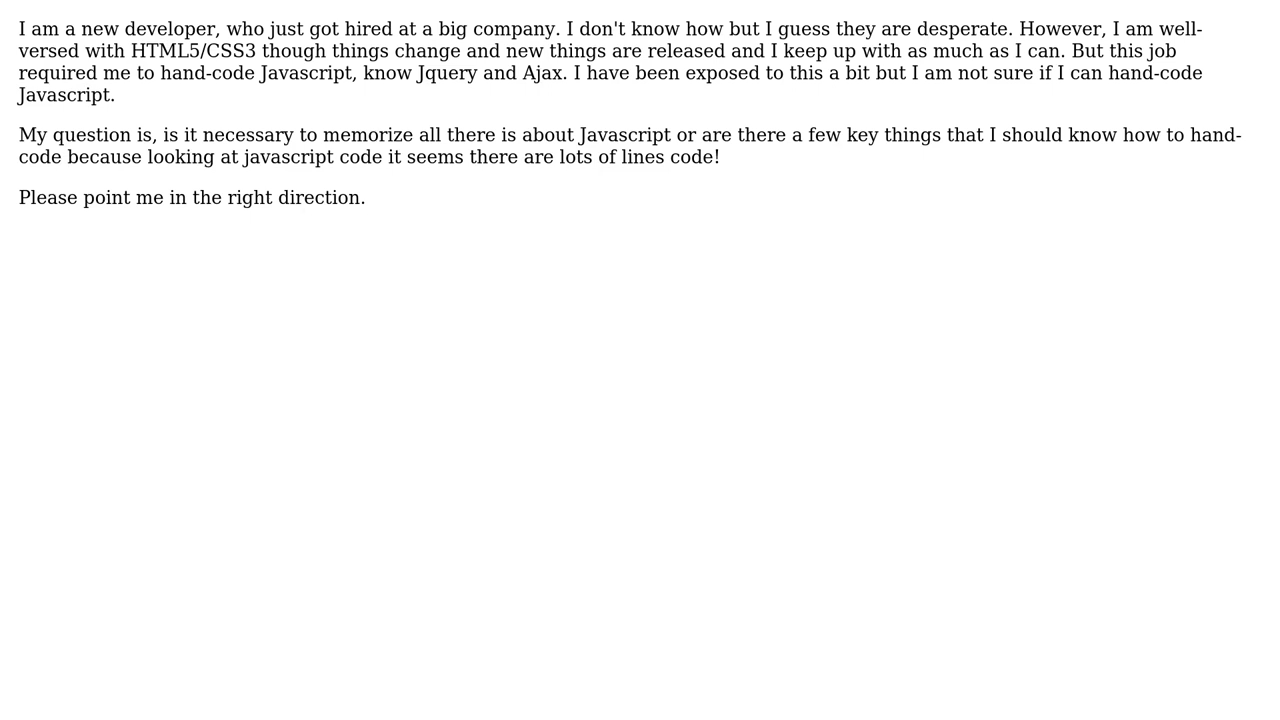 I am a new developer, who just got hired at a big company. I don't know how but I guess they are desperate. However, I am well-
versed with HTML5/CSS3 though things change and new things are released and I keep up with as much as I can. But this job
required me to hand-code Javascript, know Jquery and Ajax. I have been exposed to this a bit but I am not sure if I can hand-code
Javascript.
My question is, is it necessary to memorize all there is about Javascript or are there a few key things that I should know how to hand-
code because looking at javascript code it seems there are lots of lines code!
Please point me in the right direction.